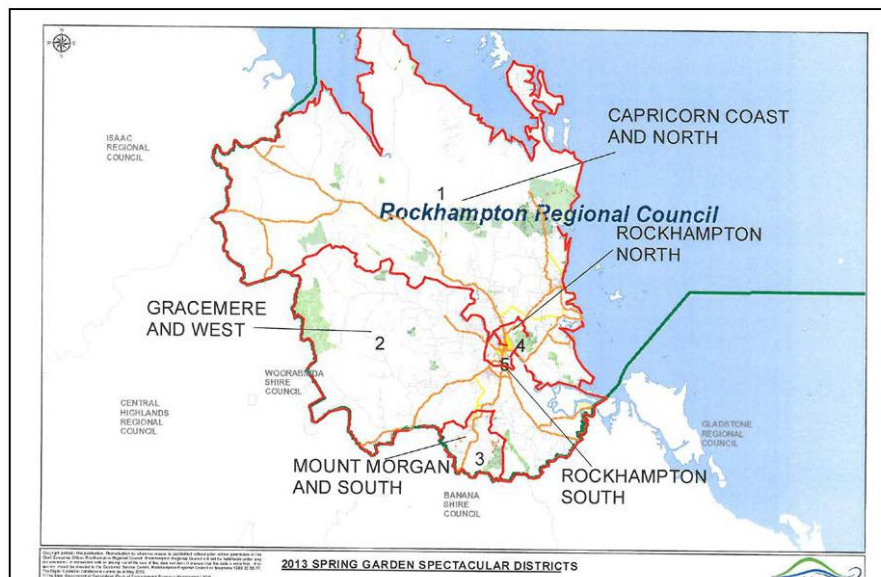 N
ISAAC
REGIONAL
COUNCIL
CAPRICORN COAST
AND NORTH
1
Rockhampton Regional Council
ROCKHAMPTON
NORTH
GRACEMERE
AND WEST
2
4
5
WOORABINDA
SHIRE
COUNCIL
CENTRAL
HIGHLANDS
REGIONAL
COUNCIL
GLADSTONE
REGIONAL
COUNCIL
MOUNT MORGAN
AND SOUTH
3
ROCKHAMPTON
SOUTH
BANANA
SHIRE
COUNCIL
2013 SPRING GARDEN SPECTACULAR DISTRICTS